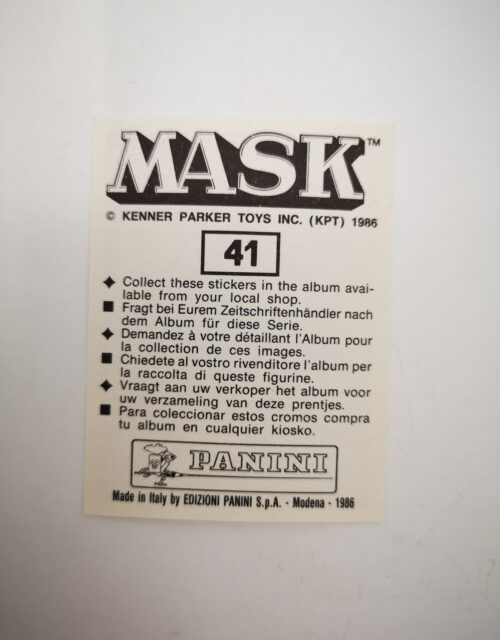 MASK™
© KENNER PARKER TOYS INC. (KPT) 1986
41
◆ Collect these stickers in the album avai-
lable from your local shop.
■ Fragt bei Eurem Zeitschriftenhändler nach
dem Album für diese Serie.
◆ Demandez à votre détaillant l'Album pour
la collection de ces images.
■ Chiedete al vostro rivenditore l'album per
la raccolta di queste figurine.
◆ Vraagt aan uw verkoper het album voor
uw verzameling van deze prentjes.
■ Para coleccionar estos cromos compra
tu album en cualquier kiosko.
PANINI
Made in Italy by EDIZIONI PANINI S.p.A. - Modena - 1986